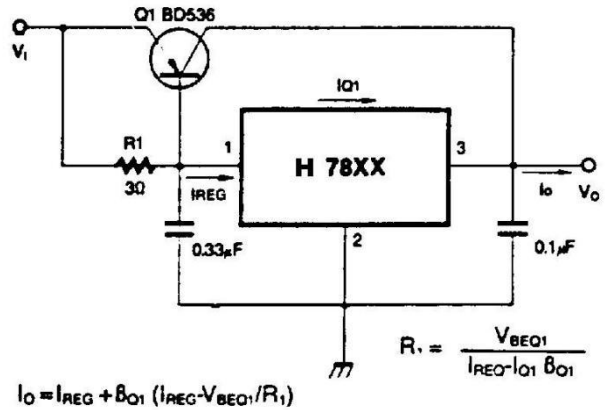 Q1 BD536
VI
IQ1
R1
3Ω
1
H 78XX
3
IREG
IO
VO
2
0.33μF
0.1μF
R1 = VBEQ1 / IREQ-IQ1 βQ1
IO = IREG + βQ1 (IREG-VBEQ1/R1)